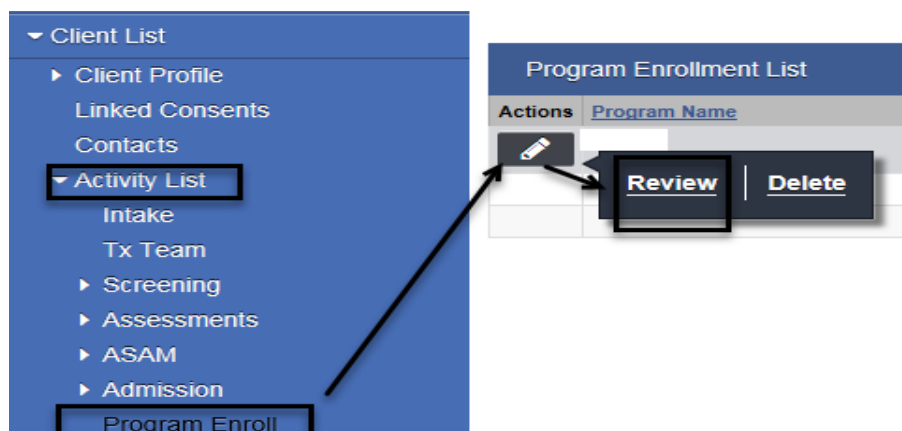 Client List
Client Profile
Linked Consents
Contacts
Activity List
Intake
Tx Team
Screening
Assessments
ASAM
Admission
Program Enroll
Program Enrollment List
Actions Program Name
Review Delete